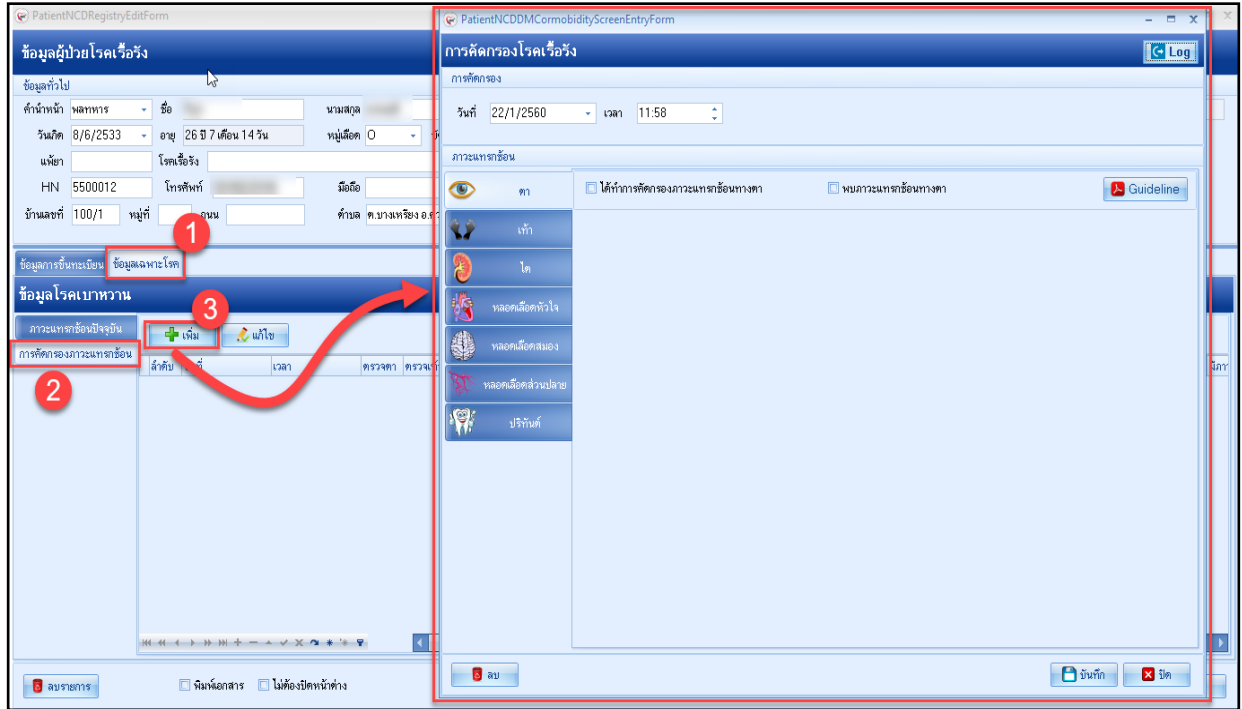 PatientNCDRegistryEditForm
ข้อมูลผู้ป่วยโรคเรื้อรัง
ข้อมูลทั่วไป
คำนำหน้า พลทหาร ชื่อ นามสกุล
วันเกิด 8/6/2533 อายุ 26 ปี 7 เดือน 14 วัน หมู่เลือด O
แพ้ยา โรคเรื้อรัง
HN 5500012 โทรศัพท์ มือถือ
บ้านเลขที่ 100/1 หมู่ที่ ถนน ตำบล ต.บางเหรียง
1
ข้อมูลการขึ้นทะเบียน ข้อมูลเฉพาะโรค
ข้อมูลโรคเบาหวาน
3
ภาวะแทรกซ้อนปัจจุบัน เพิ่ม แก้ไข
การคัดกรองภาวะแทรกซ้อน
ลำดับ เวลา ตรวจตา
2
ลบรายการ พิมพ์เอกสาร ไม่ต้องปิดหน้าต่าง
PatientNCDDMCormobidityScreenEntryForm
การคัดกรองโรคเรื้อรัง Log
การคัดกรอง
วันที่ 22/1/2560 เวลา 11:58
ภาวะแทรกซ้อน
ตา ได้ทำการคัดกรองภาวะแทรกซ้อนทางตา พบภาวะแทรกซ้อนทางตา Guideline
เท้า
ไต
หลอดเลือดหัวใจ
หลอดเลือดสมอง
หลอดเลือดส่วนปลาย
ปริทันต์
ลบ บันทึก ปิด